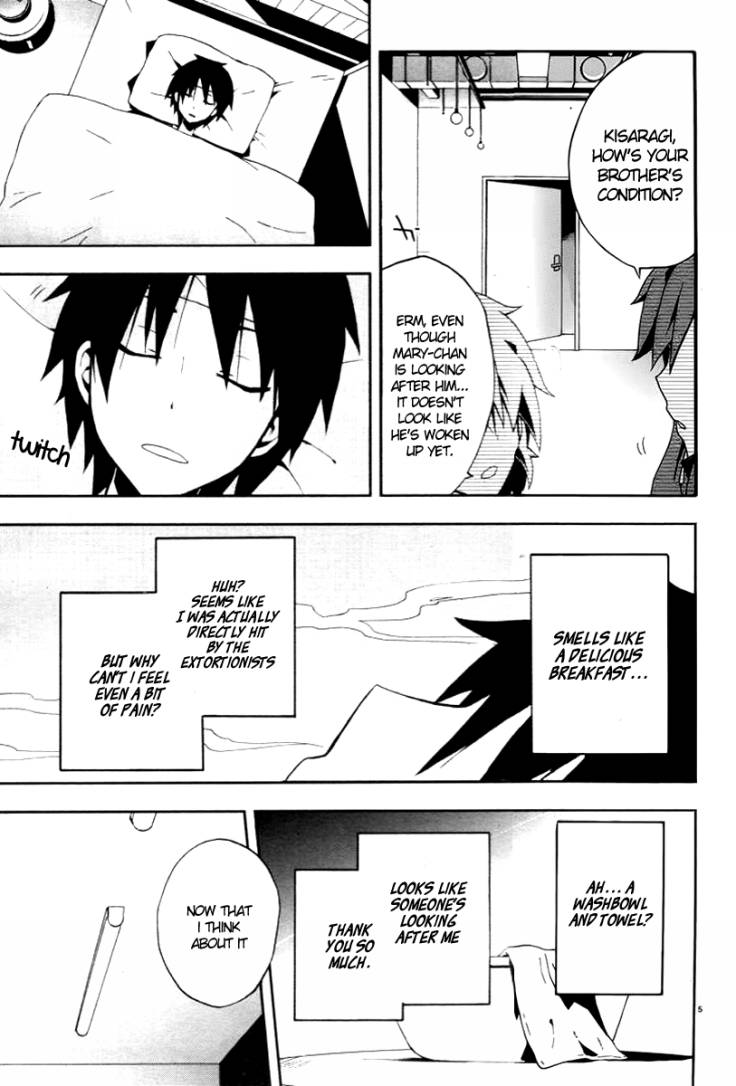 KISARAGI,
HOW'S YOUR
BROTHER'S
CONDITION?
ERM, EVEN
THOUGH
MARY-CHAN
IS LOOKING
AFTER HIM...
IT DOESN'T
LOOK LIKE
HE'S WOKEN
UP YET.
twitch
SMELLS LIKE
A DELICIOUS
BREAKFAST...
HUH?
SEEMS LIKE
I WAS ACTUALLY
DIRECTLY HIT
BY THE
EXTORTIONISTS
BUT WHY
CAN'T I FEEL
EVEN A BIT
OF PAIN?
AH... A
WASHBOWL
AND TOWEL?
LOOKS LIKE
SOMEONE'S
LOOKING
AFTER ME
THANK
YOU SO
MUCH.
NOW THAT
I THINK
ABOUT IT
5